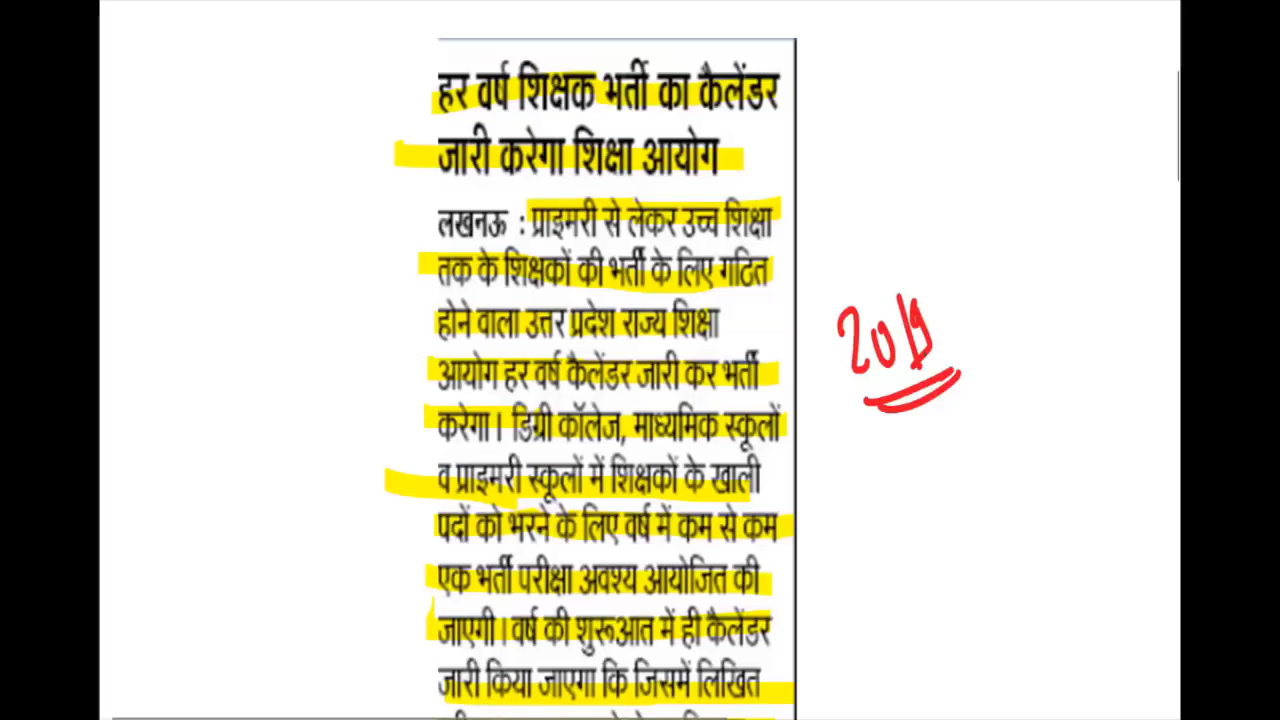 हर वर्ष शिक्षक भर्ती का कैलेंडर
जारी करेगा शिक्षा आयोग
लखनऊ : प्राइमरी से लेकर उच्च शिक्षा
तक के शिक्षकों की भर्ती के लिए गठित
होने वाला उत्तर प्रदेश राज्य शिक्षा
आयोग हर वर्ष कैलेंडर जारी कर भर्ती
करेगा। डिग्री कॉलेज, माध्यमिक स्कूलों
व प्राइमरी स्कूलों में शिक्षकों के खाली
पदों को भरने के लिए वर्ष में कम से कम
एक भर्ती परीक्षा अवश्य आयोजित की
जाएगी। वर्ष की शुरूआत में ही कैलेंडर
जारी किया जाएगा कि जिसमें लिखित
2019